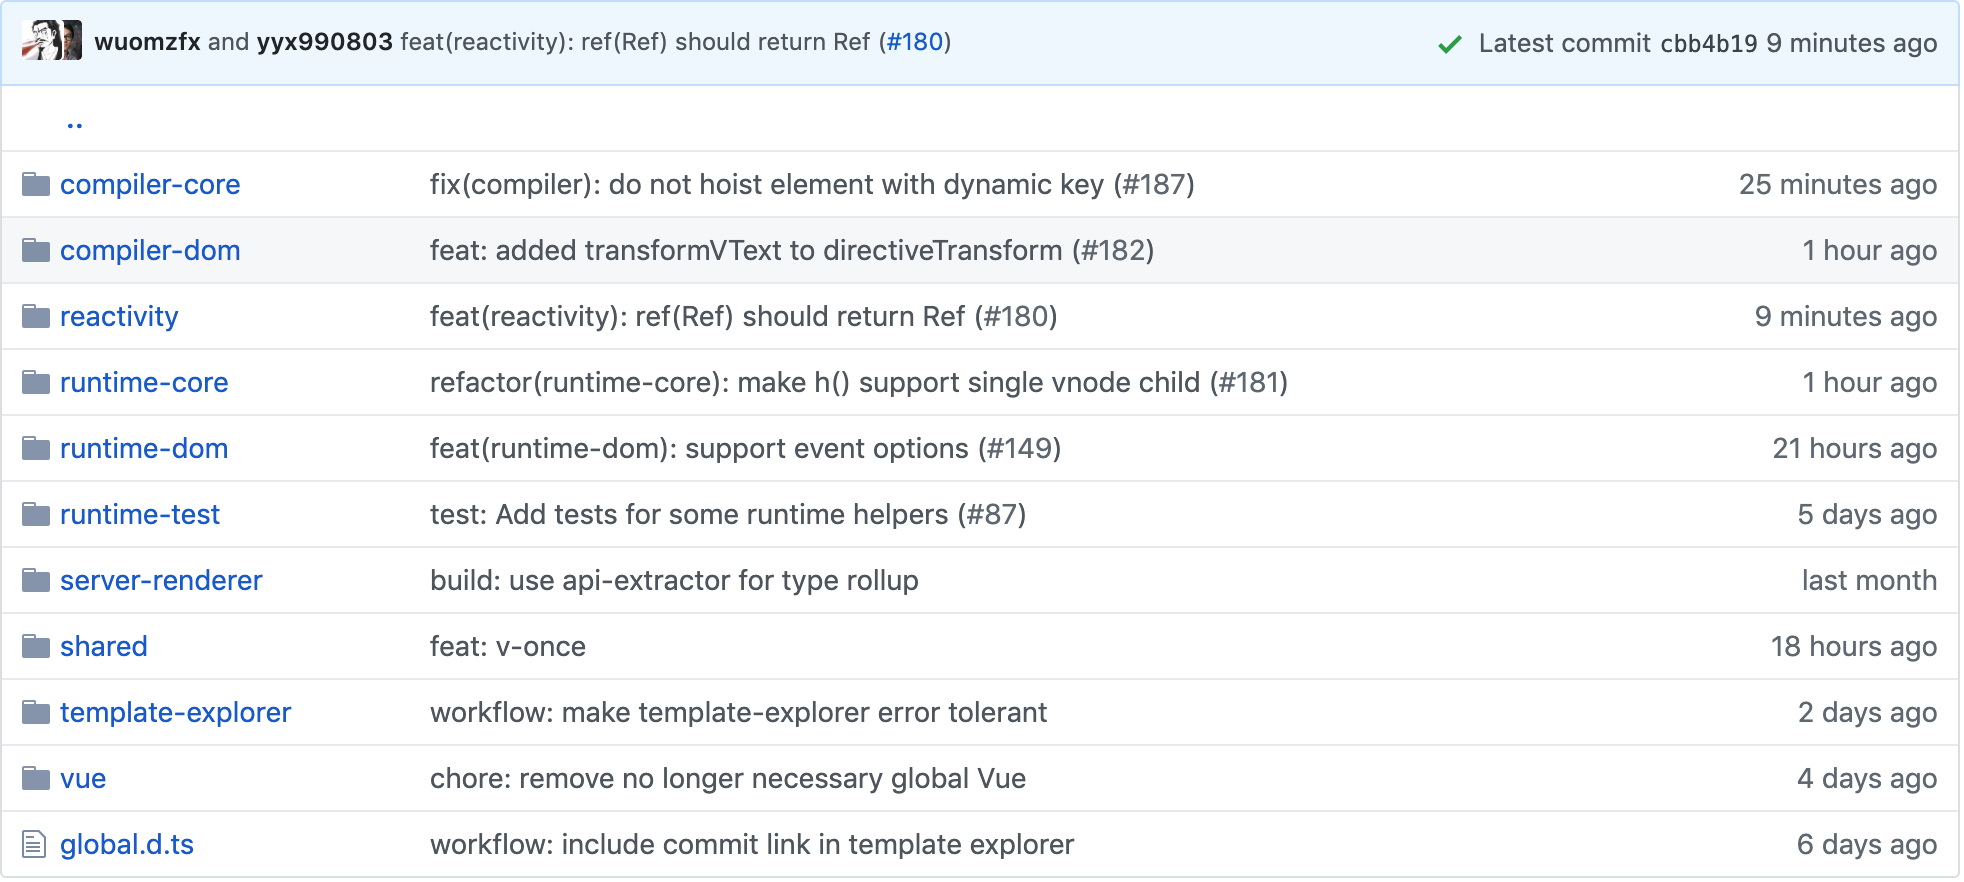 wuomzfx and yyx990803 feat(reactivity): ref(Ref) should return Ref (#180) Latest commit cbb4b19 9 minutes ago
..
compiler-core fix(compiler): do not hoist element with dynamic key (#187) 25 minutes ago
compiler-dom feat: added transformVText to directiveTransform (#182) 1 hour ago
reactivity feat(reactivity): ref(Ref) should return Ref (#180) 9 minutes ago
runtime-core refactor(runtime-core): make h() support single vnode child (#181) 1 hour ago
runtime-dom feat(runtime-dom): support event options (#149) 21 hours ago
runtime-test test: Add tests for some runtime helpers (#87) 5 days ago
server-renderer build: use api-extractor for type rollup last month
shared feat: v-once 18 hours ago
template-explorer workflow: make template-explorer error tolerant 2 days ago
vue chore: remove no longer necessary global Vue 4 days ago
global.d.ts workflow: include commit link in template explorer 6 days ago